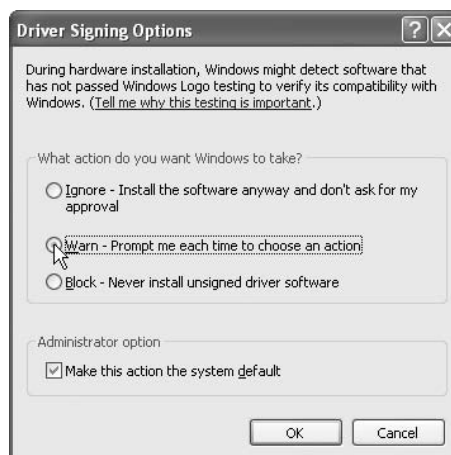 Driver Signing Options
During hardware installation, Windows might detect software that
has not passed Windows Logo testing to verify its compatibility with
Windows. (Tell me why this testing is important.)
What action do you want Windows to take?
Ignore - Install the software anyway and don't ask for my
approval
Warn - Prompt me each time to choose an action
Block - Never install unsigned driver software
Administrator option
Make this action the system default
OK Cancel